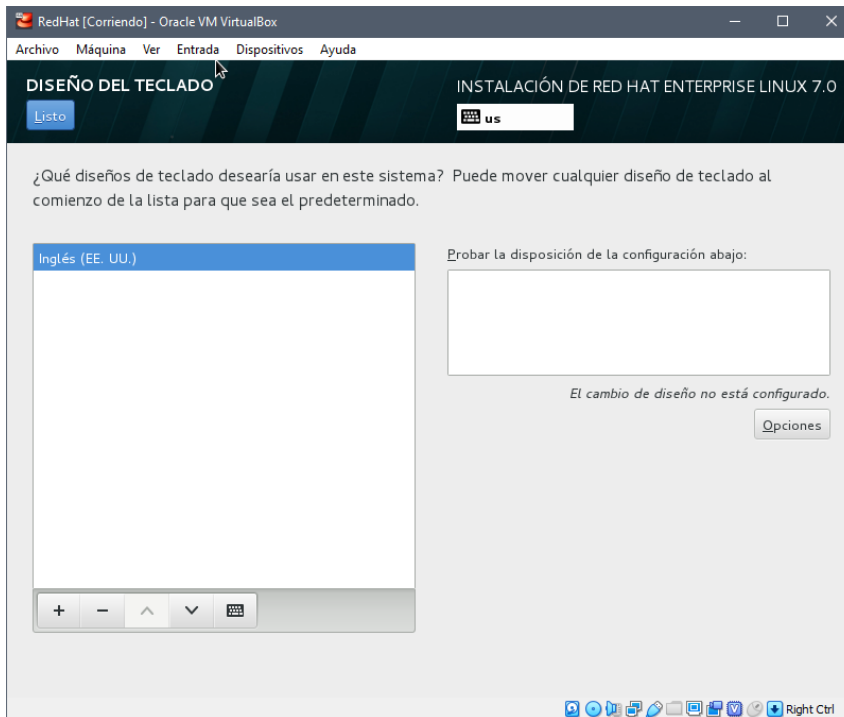 RedHat [Corriendo] - Oracle VM VirtualBox
Archivo Máquina Ver Entrada Dispositivos Ayuda
DISEÑO DEL TECLADO
INSTALACIÓN DE RED HAT ENTERPRISE LINUX 7.0
Listo
us
¿Qué diseños de teclado desearía usar en este sistema? Puede mover cualquier diseño de teclado al
comienzo de la lista para que sea el predeterminado.
Inglés (EE. UU.)
Probar la disposición de la configuración abajo:
El cambio de diseño no está configurado.
Opciones
Right Ctrl